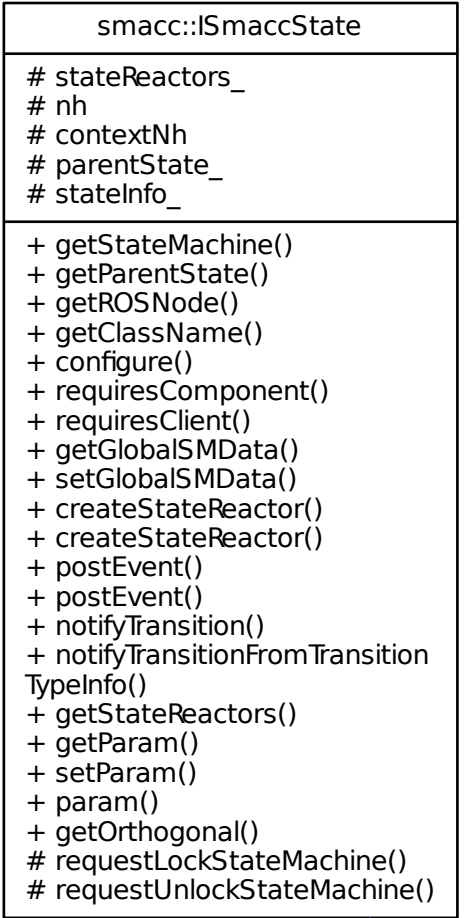 smacc::ISmaccState
# stateReactors_
# nh
# contextNh
# parentState_
# stateInfo_
+ getStateMachine()
+ getParentState()
+ getROSNode()
+ getClassName()
+ configure()
+ requiresComponent()
+ requiresClient()
+ getGlobalSMData()
+ setGlobalSMData()
+ createStateReactor()
+ createStateReactor()
+ postEvent()
+ postEvent()
+ notifyTransition()
+ notifyTransitionFromTransition
TypeInfo()
+ getStateReactors()
+ getParam()
+ setParam()
+ param()
+ getOrthogonal()
# requestLockStateMachine()
# requestUnlockStateMachine()